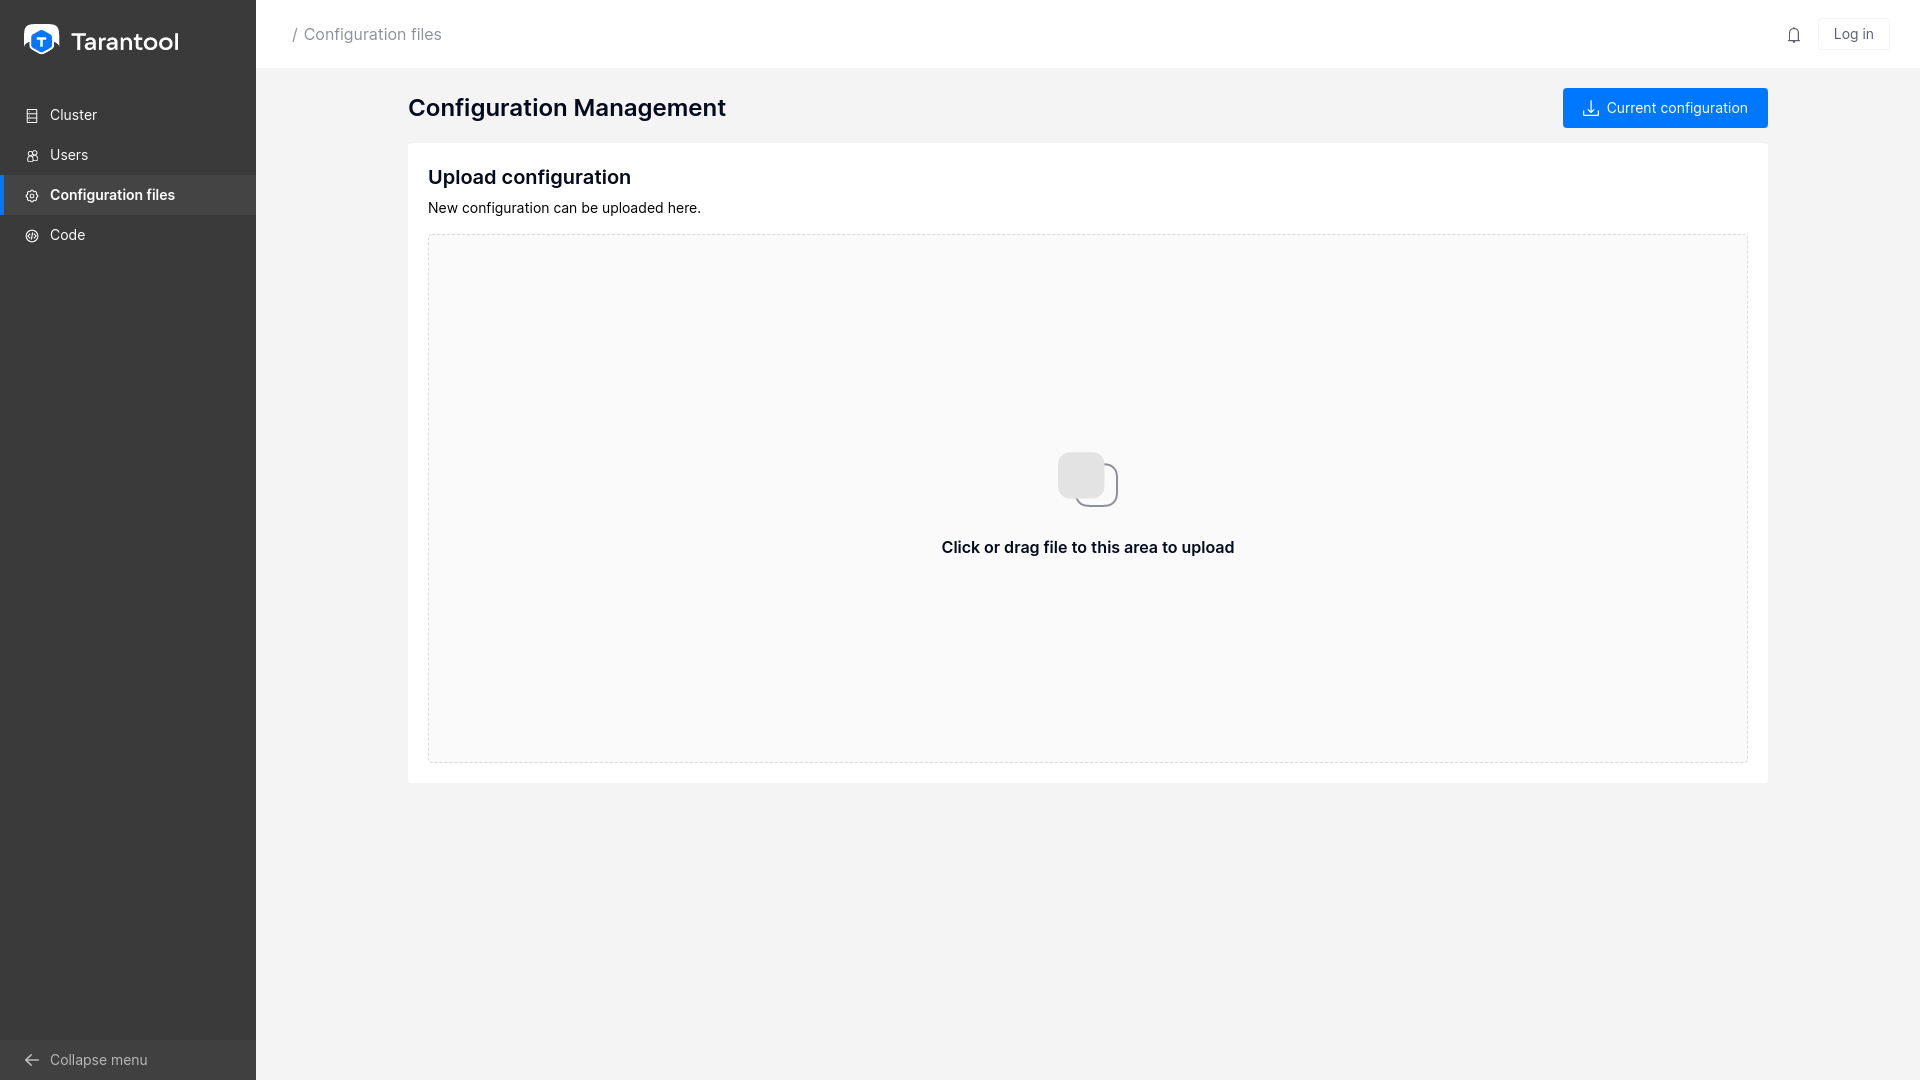 Tarantool
/ Configuration files
Log in
Cluster
Users
Configuration files
Code
Configuration Management
Current configuration
Upload configuration
New configuration can be uploaded here.
Click or drag file to this area to upload
Collapse menu